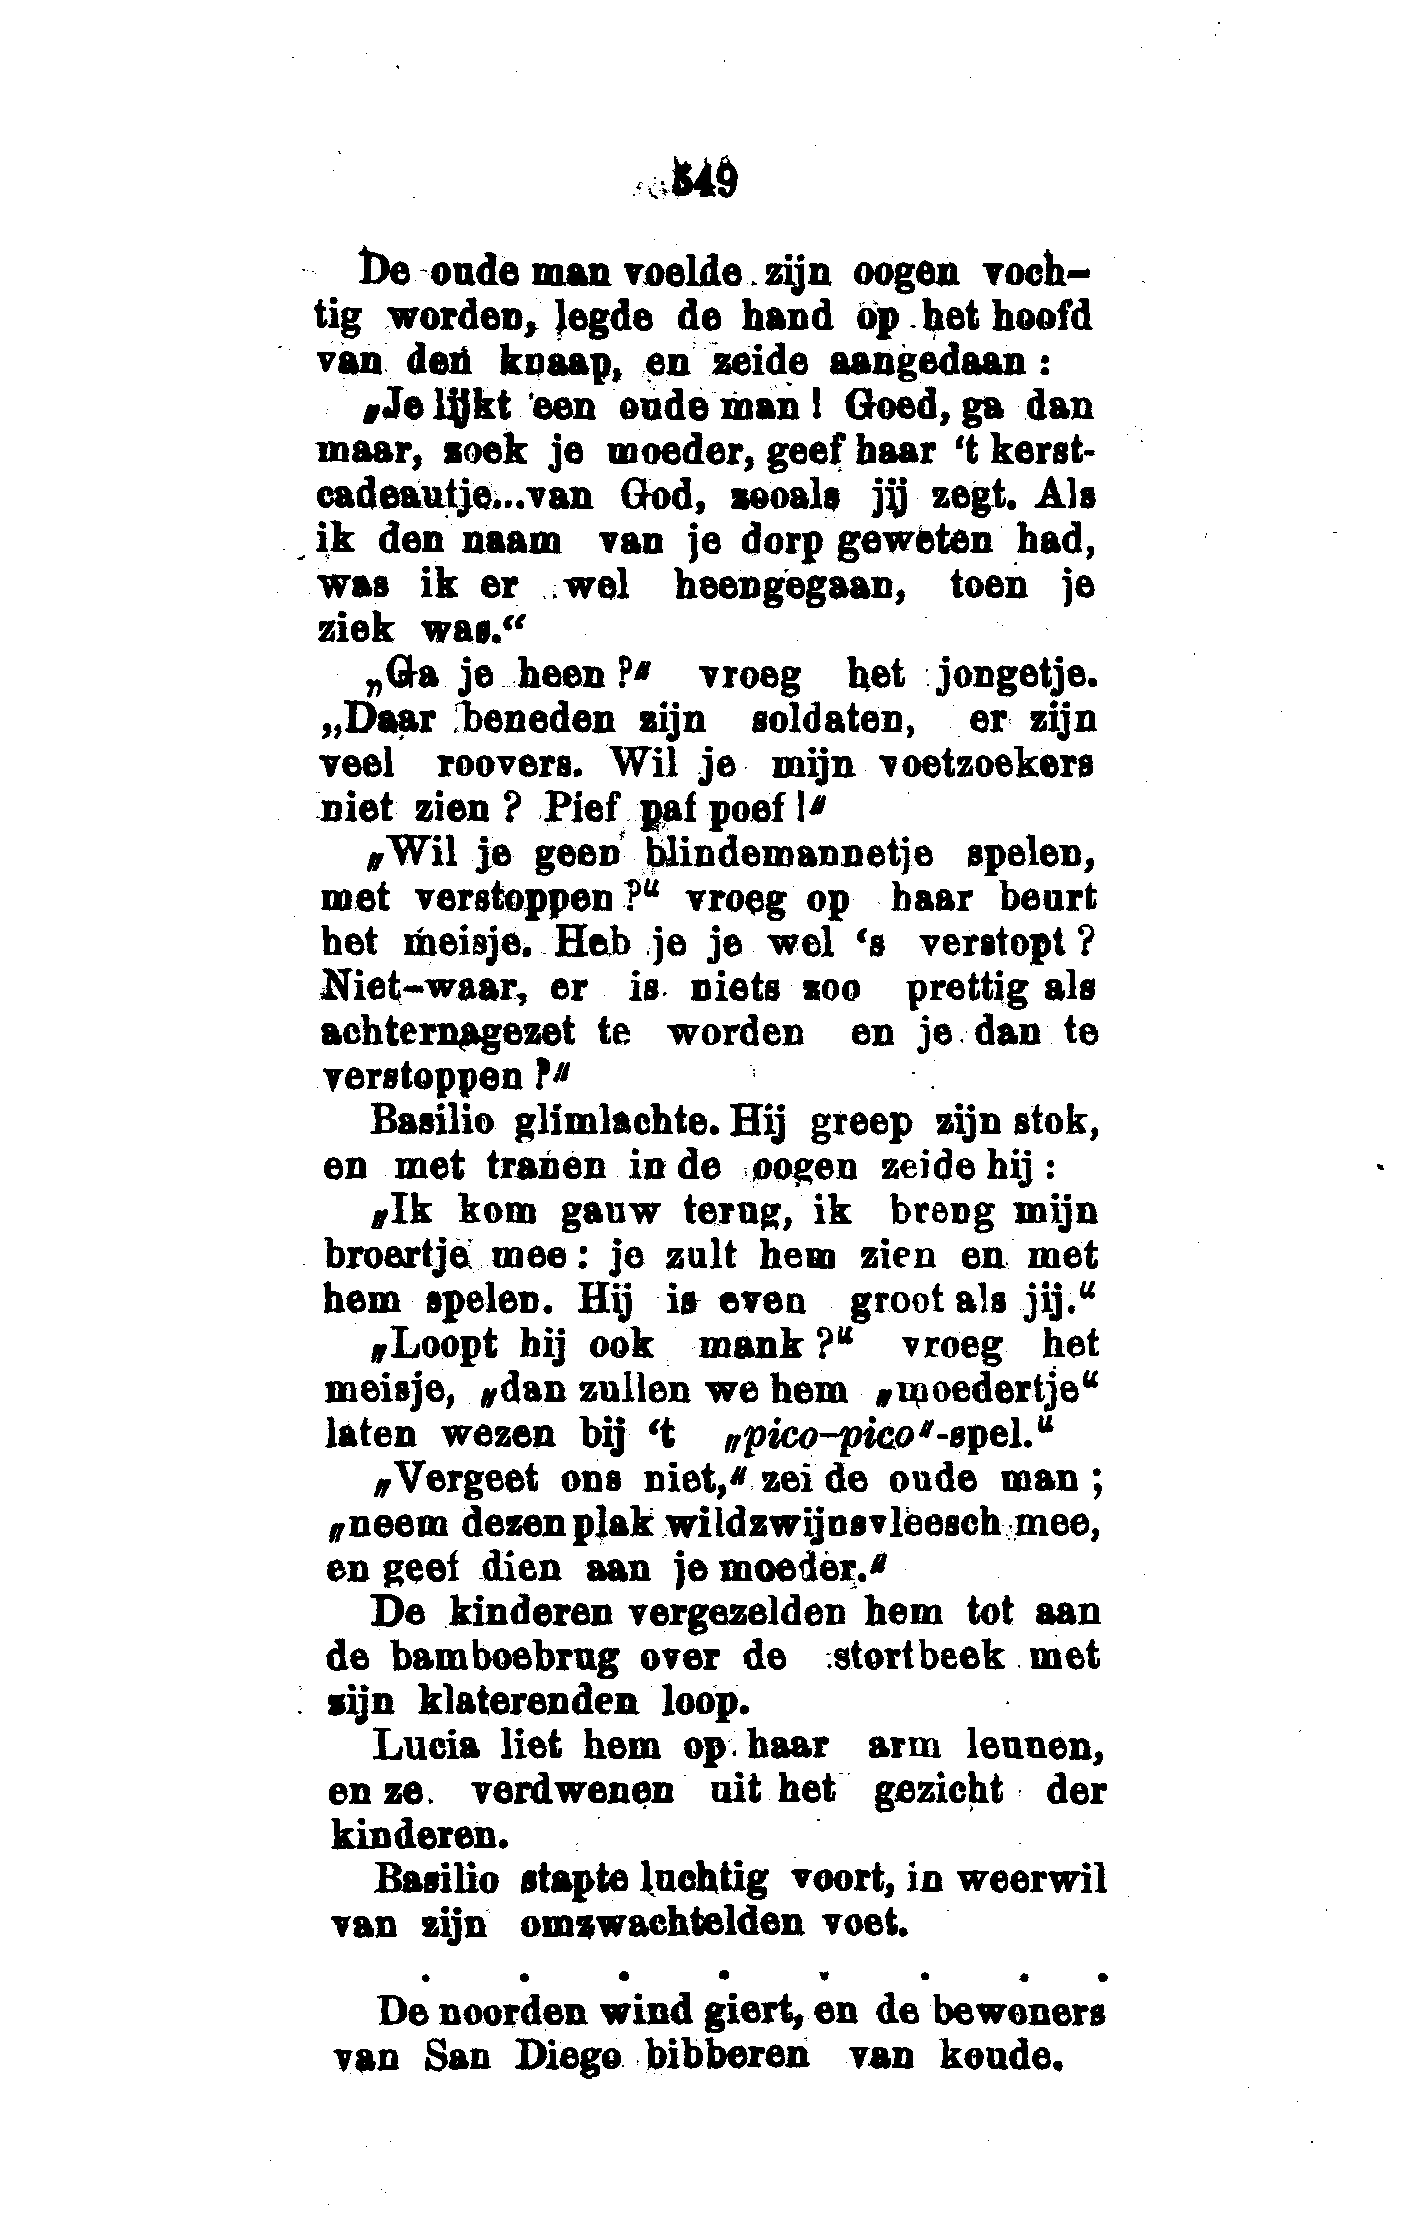 549
De oude man voelde zijn oogen voch-
tig worden, legde de hand op het hoofd
van den knaap, en zeide aangedaan :
„Je lijkt een oude man ! Goed, ga dan
maar, zoek je moeder, geef haar ‘t kerst-
cadeautje...van God, zooals jij zegt. Als
ik den naam van je dorp geweten had,
was ik er wel heengegaan, toen je
ziek was.“
„Ga je heen ?" vroeg het jongetje.
„Daar beneden zijn soldaten, er zijn
veel roovers. Wil je mijn voetzoekers
niet zien ? Pief paf poef !"
„Wil je geen blindemannetje spelen,
met verstoppen ?“ vroeg op haar beurt
het meisje. Heb je je wel ‘s verstopt ?
Niet-waar, er is niets zoo prettig als
achternagezet te worden en je dan te
verstoppen ?"
Basilio glimlachte. Hij greep zijn stok,
en met tranen in de oogen zeide hij :
„Ik kom gauw terug, ik breng mijn
broertje mee : je zult hem zien en met
hem spelen. Hij is even groot als jij.“
„Loopt hij ook mank ?“ vroeg het
meisje, „dan zullen we hem „moedertje“
laten wezen bij ‘t „pico-pico"-spel.“
„Vergeet ons niet," zei de oude man ;
„neem dezen plak wildzwijnsvleesch mee,
en geef dien aan je moeder."
De kinderen vergezelden hem tot aan
de bamboebrug over de stortbeek met
zijn klaterenden loop.
Lucia liet hem op haar arm leunen,
en ze verdwenen uit het gezicht der
kinderen.
Basilio stapte luchtig voort, in weerwil
van zijn omzwachtelden voet.
. . . . . . . .
De noorden wind giert, en de bewoners
van San Diego bibberen van koude.